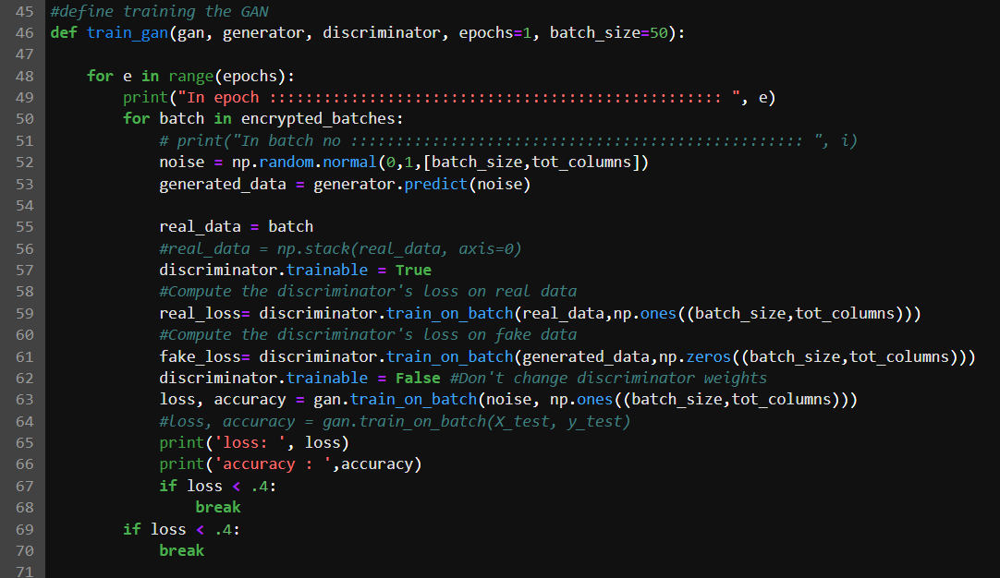 45 #define training the GAN
46 def train_gan(gan, generator, discriminator, epochs=1, batch_size=50):
47
48     for e in range(epochs):
49         print("In epoch :::::::::::::::::::::::::::::::::::::::::::::::::: ", e)
50         for batch in encrypted_batches:
51             # print("In batch no :::::::::::::::::::::::::::::::::::::::::::::::::: ", i)
52             noise = np.random.normal(0,1,[batch_size,tot_columns])
53             generated_data = generator.predict(noise)
54
55             real_data = batch
56             #real_data = np.stack(real_data, axis=0)
57             discriminator.trainable = True
58             #Compute the discriminator's loss on real data
59             real_loss= discriminator.train_on_batch(real_data,np.ones((batch_size,tot_columns)))
60             #Compute the discriminator's loss on fake data
61             fake_loss= discriminator.train_on_batch(generated_data,np.zeros((batch_size,tot_columns)))
62             discriminator.trainable = False #Don't change discriminator weights
63             loss, accuracy = gan.train_on_batch(noise, np.ones((batch_size,tot_columns)))
64             #loss, accuracy = gan.train_on_batch(X_test, y_test)
65             print('loss: ', loss)
66             print('accuracy : ',accuracy)
67             if loss < .4:
68                 break
69         if loss < .4:
70             break
71